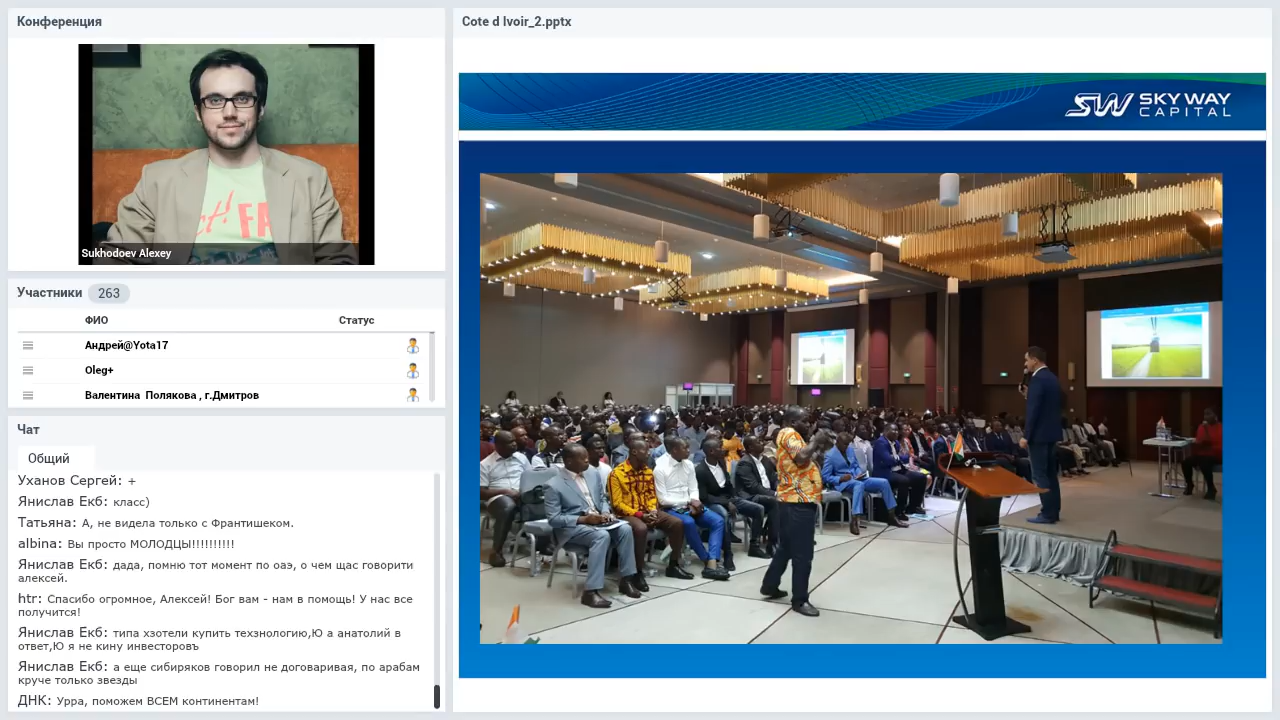 Конференция
Sukhodoev Alexey
Участники 263
ФИО Статус
Андрей@Yota17
Oleg+
Валентина Полякова , г.Дмитров
Чат
Общий
Уханов Сергей: +
Янислав Екб: класс)
Татьяна: А, не видела только с Франтишеком.
albina: Вы просто МОЛОДЦЫ!!!!!!!!!!
Янислав Екб: дада, помню тот момент по оаэ, о чем щас говорити
алексей.
htr: Спасибо огромное, Алексей! Бог вам - нам в помощь! У нас все
получится!
Янислав Екб: типа хзотели купить техзнологию,Ю а анатолий в
ответ,Ю я не кину инвесторовъ
Янислав Екб: а еще сибиряков говорил не договаривая, по арабам
круче только звезды
ДНК: Урра, поможем ВСЕМ континентам!
Cote d Ivoir_2.pptx
SW SKY WAY
CAPITAL